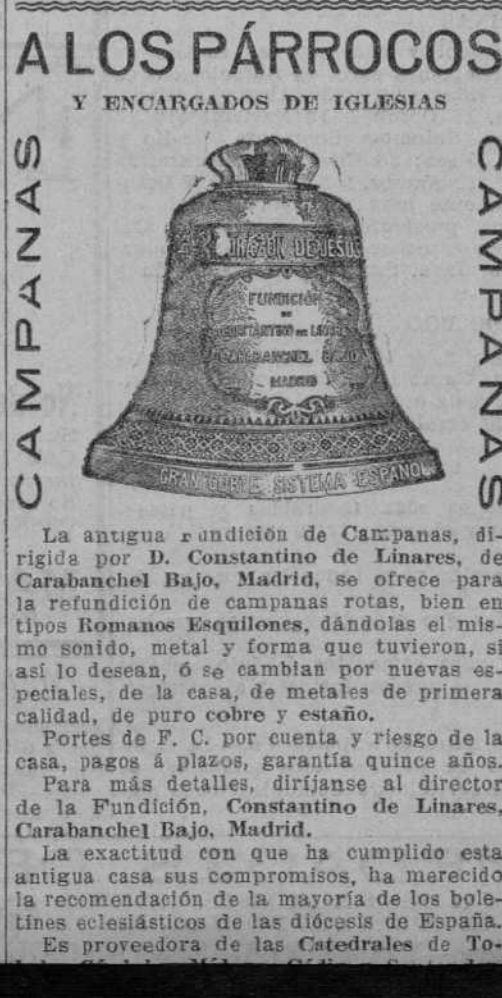 A LOS PÁRROCOS
Y ENCARGADOS DE IGLESIAS
CAMPANAS
CORAZON DE JESUS
FUNDICIÓN
DE
CONSTANTINO DE LINARES
CARABANCHEL BAJO
MADRID
GRAN DOBLE SISTEMA ESPAÑOL
CAMPANAS
La antigua Fundición de Campanas, di-
rigida por D. Constantino de Linares, de
Carabanchel Bajo, Madrid, se ofrece para
la refundición de campanas rotas, bien en
tipos Romanos Esquilones, dándolas el mis-
mo sonido, metal y forma que tuvieron, si
así lo desean, ó se cambian por nuevas es-
peciales, de la casa, de metales de primera
calidad, de puro cobre y estaño.
Portes de F. C. por cuenta y riesgo de la
casa, pagos á plazos, garantía quince años.
Para más detalles, diríjanse al director
de la Fundición, Constantino de Linares,
Carabanchel Bajo, Madrid.
La exactitud con que ha cumplido esta
antigua casa sus compromisos, ha merecido
la recomendación de la mayoría de los bole-
tines eclesiásticos de las diócesis de España.
Es proveedora de las Catedrales de To-